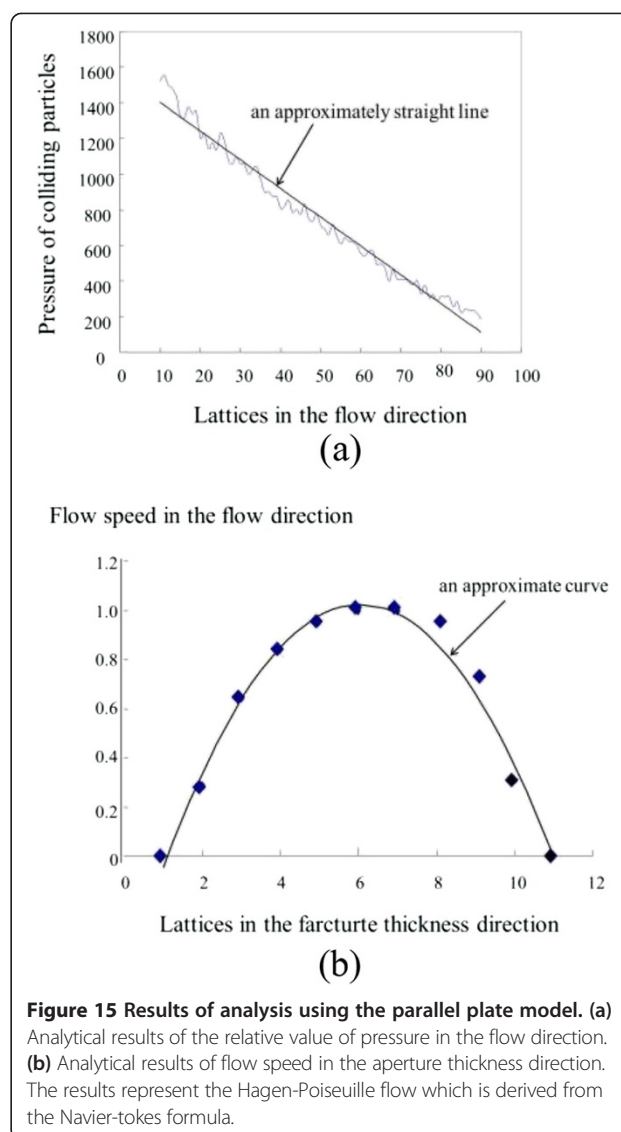 1800
1600
1400
1200
1000
800
600
400
200
0
Pressure of colliding particles
an approximately straight line
0 10 20 30 40 50 60 70 80 90 100
Lattices in the flow direction
(a)
Flow speed in the flow direction
1.2
1.0
0.8
0.6
0.4
0.2
0
an approximate curve
0 2 4 6 8 10 12
Lattices in the farcturte thickness direction
(b)
Figure 15 Results of analysis using the parallel plate model. (a)
Analytical results of the relative value of pressure in the flow direction.
(b) Analytical results of flow speed in the aperture thickness direction.
The results represent the Hagen-Poiseuille flow which is derived from
the Navier-tokes formula.